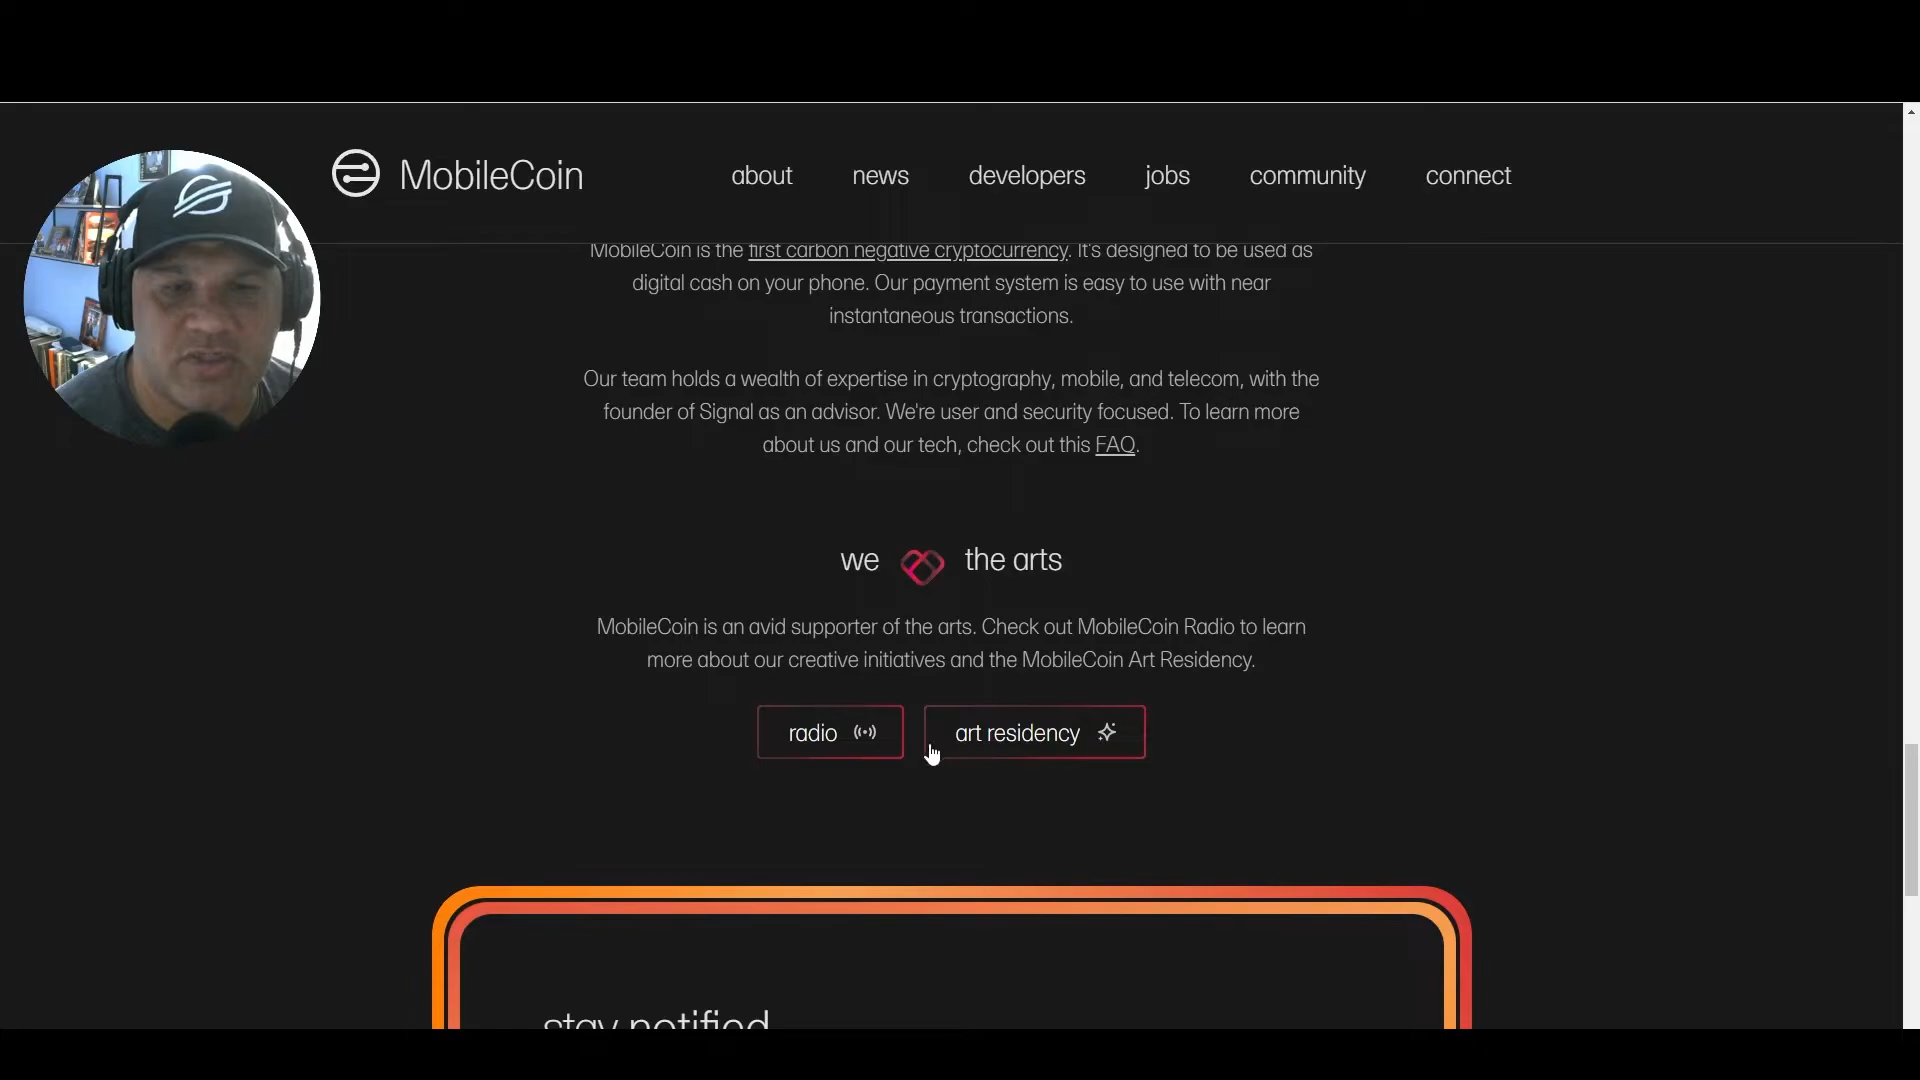 MobileCoin
about news developers jobs community connect
MobileCoin is the first carbon negative cryptocurrency. It's designed to be used as
digital cash on your phone. Our payment system is easy to use with near
instantaneous transactions.
Our team holds a wealth of expertise in cryptography, mobile, and telecom, with the
founder of Signal as an advisor. We're user and security focused. To learn more
about us and our tech, check out this FAQ.
we the arts
MobileCoin is an avid supporter of the arts. Check out MobileCoin Radio to learn
more about our creative initiatives and the MobileCoin Art Residency.
radio art residency
stay notified